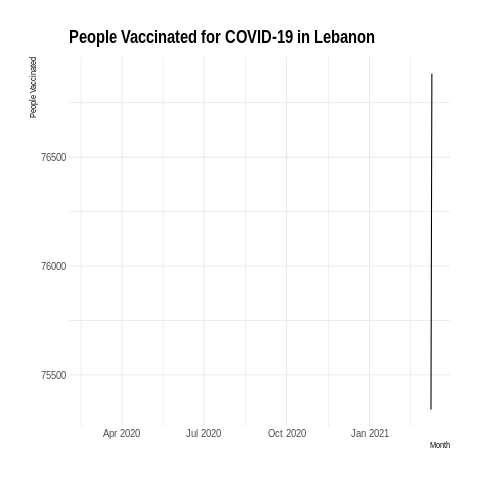 People Vaccinated for COVID-19 in Lebanon
People Vaccinated
76500
76000
75500
Apr 2020
Jul 2020
Oct 2020
Jan 2021
Month